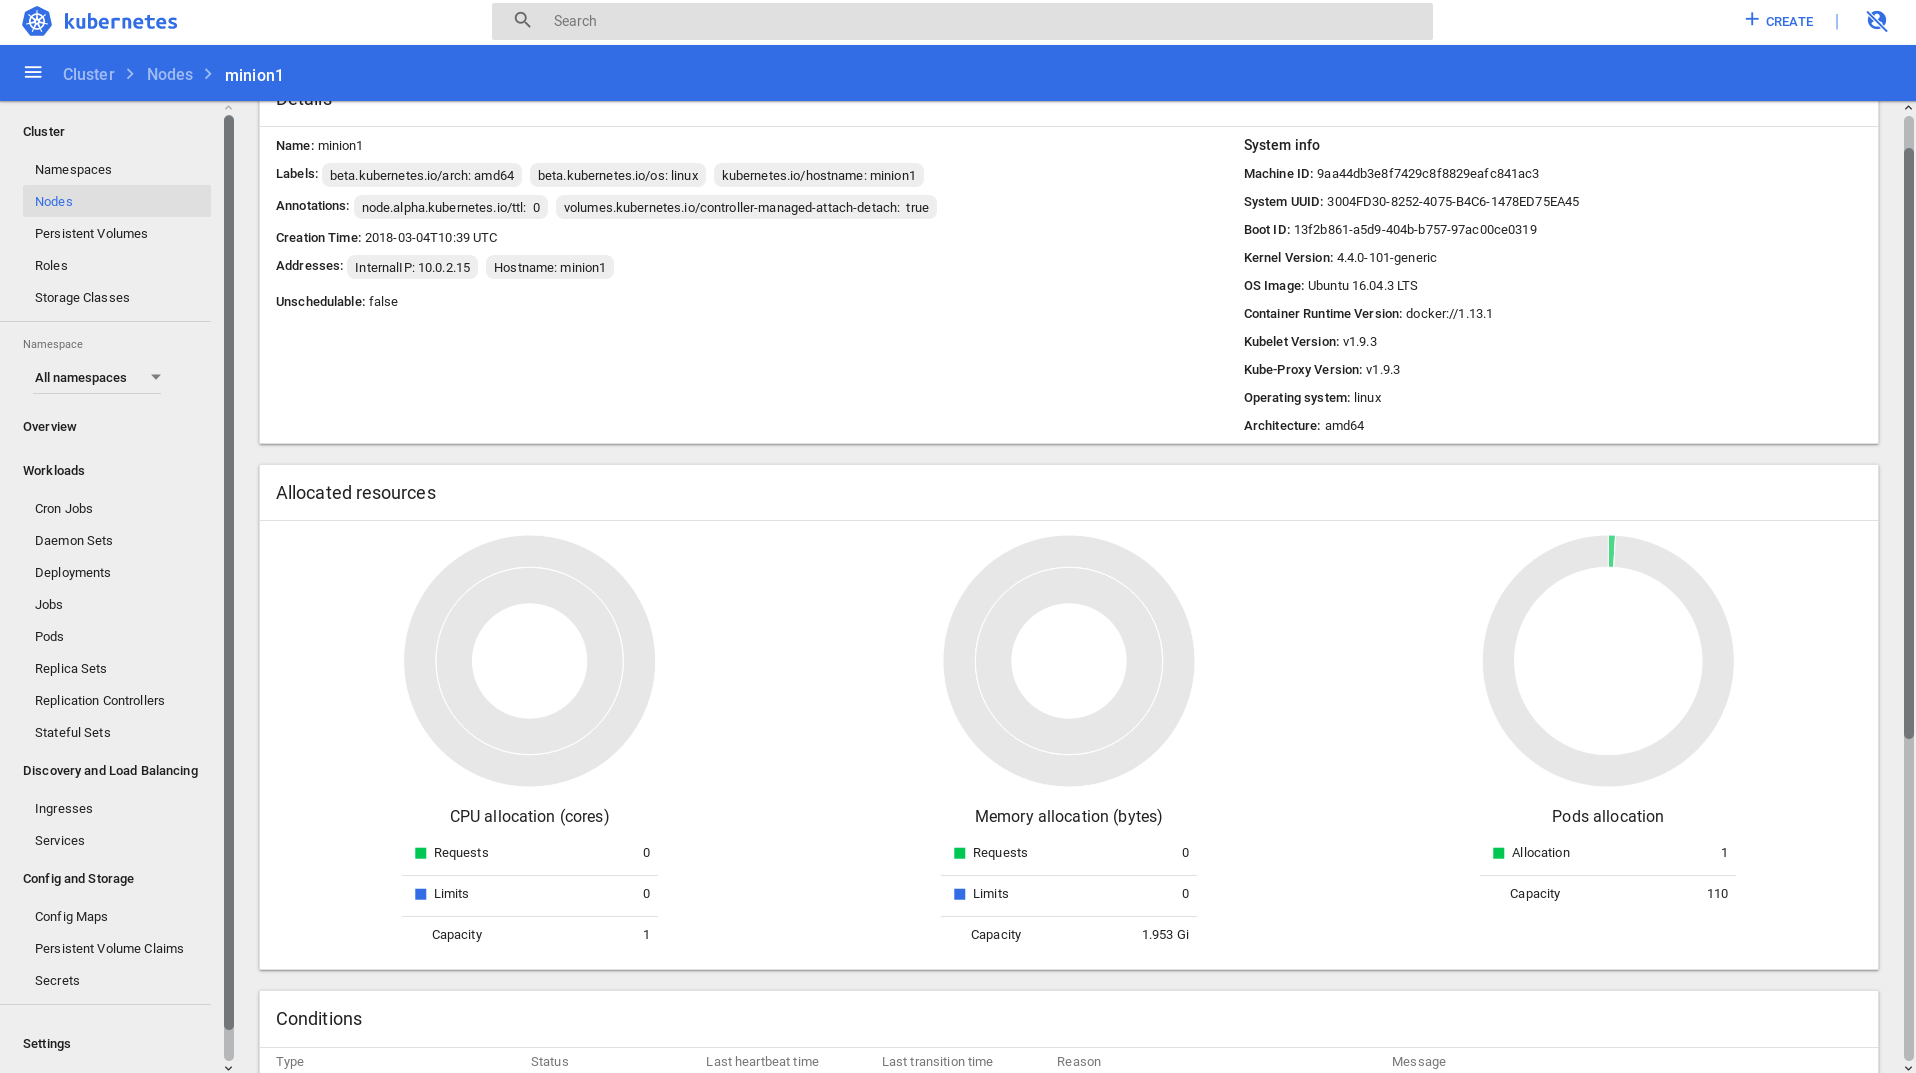 kubernetes
Search
CREATE
Cluster
Nodes
minion1
Cluster
Namespaces
Nodes
Persistent Volumes
Roles
Storage Classes
Namespace
All namespaces
Overview
Workloads
Cron Jobs
Daemon Sets
Deployments
Jobs
Pods
Replica Sets
Replication Controllers
Stateful Sets
Discovery and Load Balancing
Ingresses
Services
Config and Storage
Config Maps
Persistent Volume Claims
Secrets
Settings
Details
Name: minion1
Labels: beta.kubernetes.io/arch: amd64 beta.kubernetes.io/os: linux kubernetes.io/hostname: minion1
Annotations: node.alpha.kubernetes.io/ttl: 0 volumes.kubernetes.io/controller-managed-attach-detach: true
Creation Time: 2018-03-04T10:39 UTC
Addresses: InternalIP: 10.0.2.15 Hostname: minion1
Unschedulable: false
System info
Machine ID: 9aa44db3e8f7429c8f8829eafc841ac3
System UUID: 3004FD30-8252-4075-B4C6-1478ED75EA45
Boot ID: 13f2b861-a5d9-404b-b757-97ac00ce0319
Kernel Version: 4.4.0-101-generic
OS Image: Ubuntu 16.04.3 LTS
Container Runtime Version: docker://1.13.1
Kubelet Version: v1.9.3
Kube-Proxy Version: v1.9.3
Operating system: linux
Architecture: amd64
Allocated resources
CPU allocation (cores)
Requests 0
Limits 0
Capacity 1
Memory allocation (bytes)
Requests 0
Limits 0
Capacity 1.953 Gi
Pods allocation
Allocation 1
Capacity 110
Conditions
Type Status Last heartbeat time Last transition time Reason Message